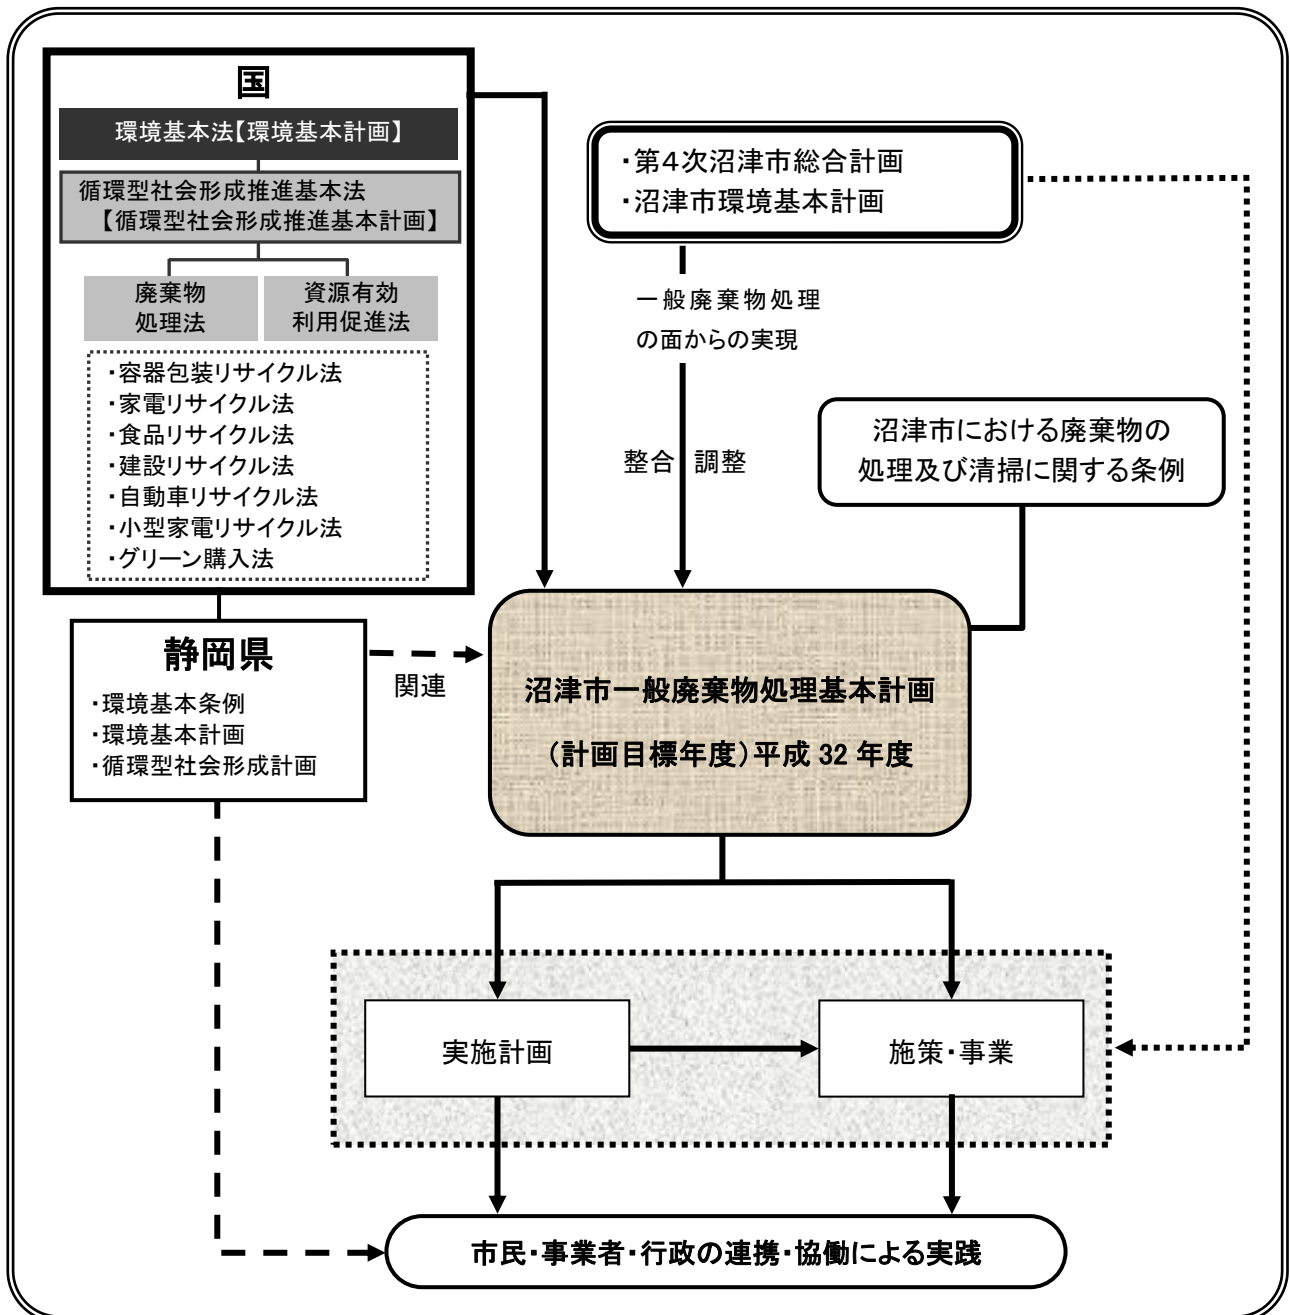 国
環境基本法【環境基本計画】
循環型社会形成推進基本法
【循環型社会形成推進基本計画】
廃棄物
処理法
資源有効
利用促進法
・容器包装リサイクル法
・家電リサイクル法
・食品リサイクル法
・建設リサイクル法
・自動車リサイクル法
・小型家電リサイクル法
・グリーン購入法
・第4次沼津市総合計画
・沼津市環境基本計画
一般廃棄物処理
の面からの実現
整合 調整
沼津市における廃棄物の
処理及び清掃に関する条例
静岡県
・環境基本条例
・環境基本計画
・循環型社会形成計画
関連
沼津市一般廃棄物処理基本計画
（計画目標年度）平成 32 年度
実施計画
施策・事業
市民・事業者・行政の連携・協働による実践